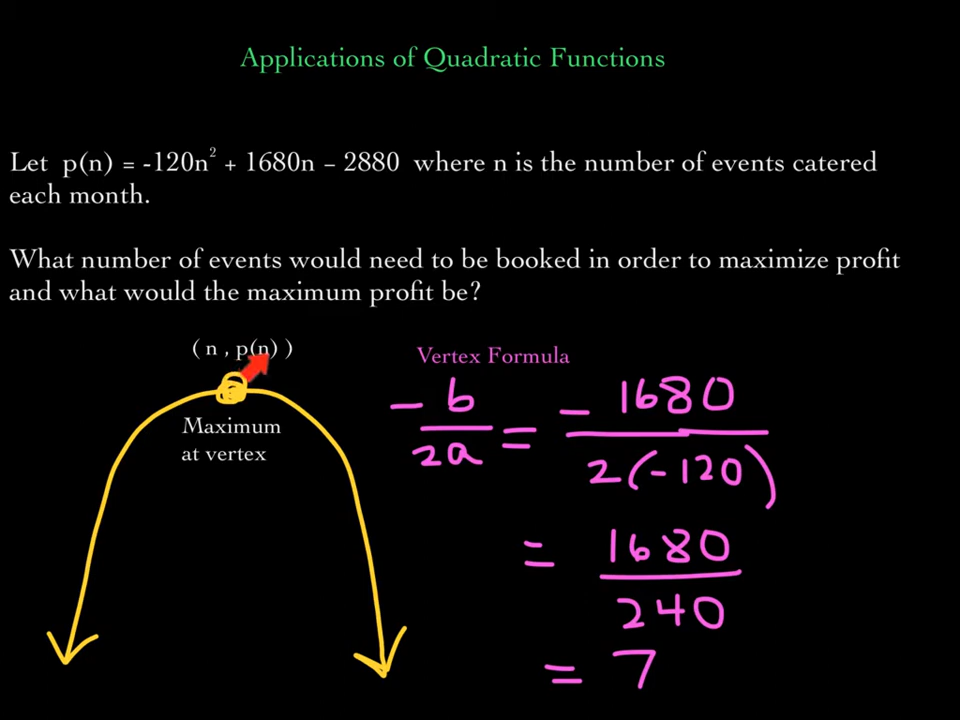 Applications of Quadratic Functions
Let p(n) = -120n² + 1680n – 2880 where n is the number of events catered
each month.
What number of events would need to be booked in order to maximize profit
and what would the maximum profit be?
( n , p(n) )
Maximum
at vertex
Vertex Formula
- b / 2a = - 1680 / 2(-120)
= 1680 / 240
= 7